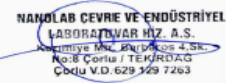 NANOLAB ÇEVRE VE ENDÜSTRİYEL
LABORATUVAR HİZ. A.Ş.
Kazımiye Mh. Barbaros 4.Sk.
No:8 Çorlu / TEKİRDAĞ
Çorlu V.D. 629 129 7263